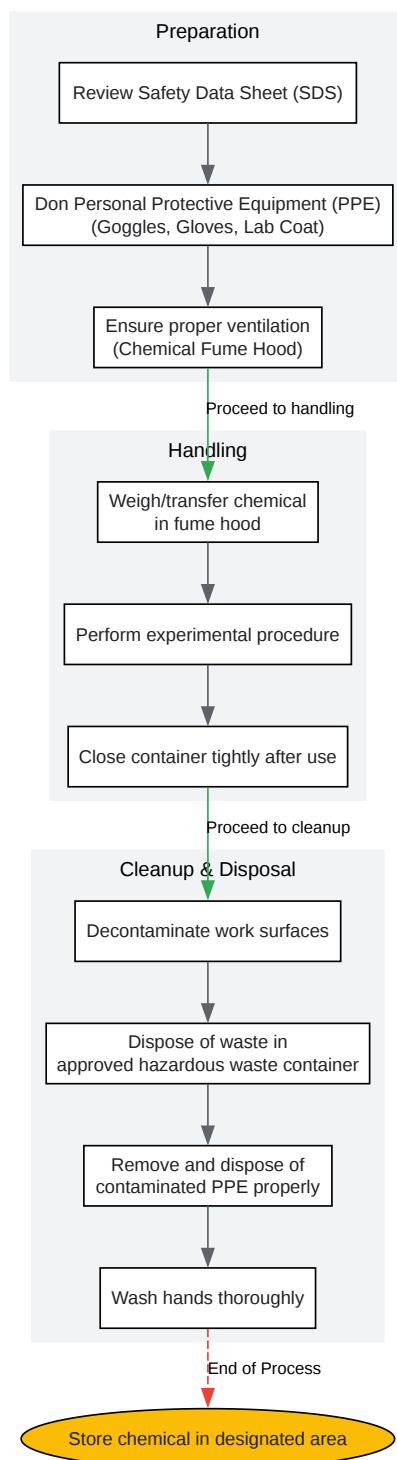 Preparation
Review Safety Data Sheet (SDS)
Don Personal Protective Equipment (PPE)
(Goggles, Gloves, Lab Coat)
Ensure proper ventilation
(Chemical Fume Hood)
Proceed to handling
Handling
Weigh/transfer chemical
in fume hood
Perform experimental procedure
Close container tightly after use
Proceed to cleanup
Cleanup & Disposal
Decontaminate work surfaces
Dispose of waste in
approved hazardous waste container
Remove and dispose of
contaminated PPE properly
Wash hands thoroughly
End of Process
Store chemical in designated area